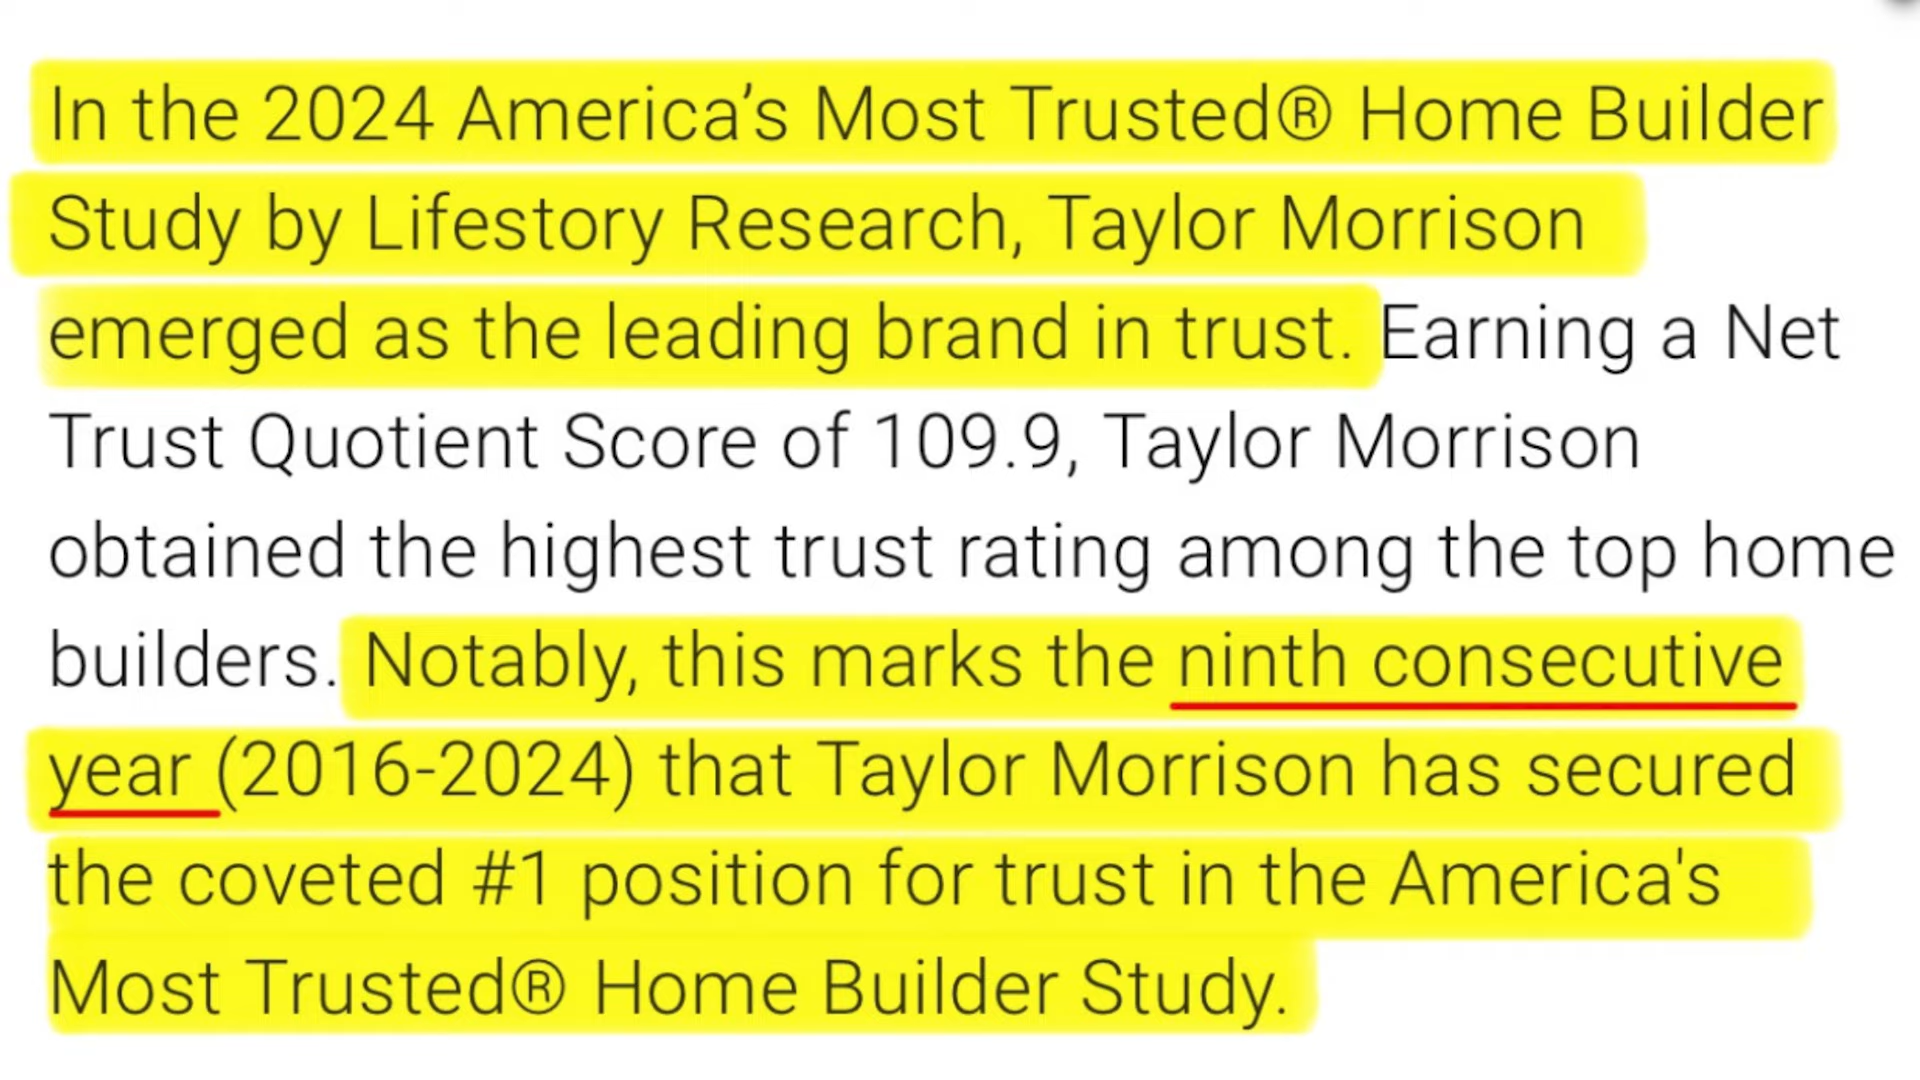 In the 2024 America’s Most Trusted® Home Builder
Study by Lifestory Research, Taylor Morrison
emerged as the leading brand in trust. Earning a Net
Trust Quotient Score of 109.9, Taylor Morrison
obtained the highest trust rating among the top home
builders. Notably, this marks the ninth consecutive
year (2016-2024) that Taylor Morrison has secured
the coveted #1 position for trust in the America's
Most Trusted® Home Builder Study.